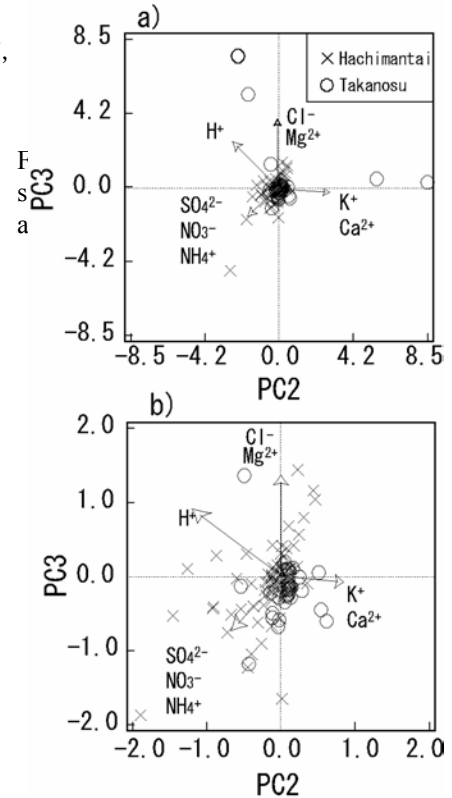 a)
8.5
× Hachimantai
○ Takanosu
4.2
Cl⁻
Mg²⁺
H⁺
0.0
PC3
SO₄²⁻
NO₃⁻
NH₄⁺
K⁺
Ca²⁺
-4.2
-8.5
-8.5 -4.2 0.0 4.2 8.5
PC2
b)
2.0
Cl⁻
Mg²⁺
1.0
H⁺
0.0
PC3
K⁺
Ca²⁺
-1.0
SO₄²⁻
NO₃⁻
NH₄⁺
-2.0
-2.0 -1.0 0.0 1.0 2.0
PC2